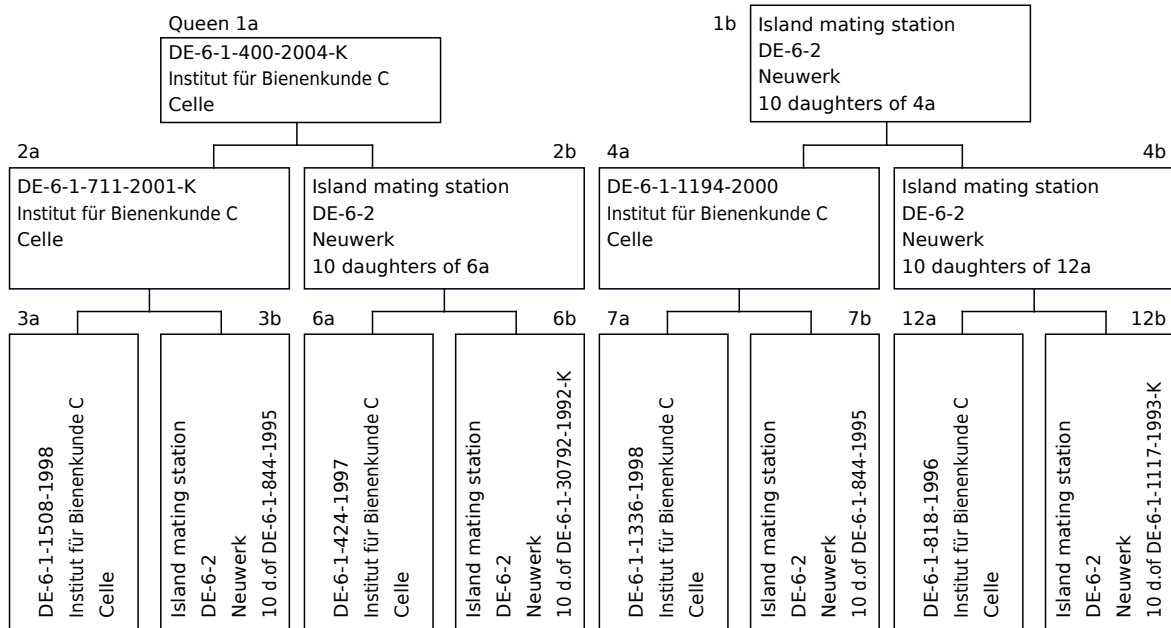 Queen 1a
DE-6-1-400-2004-K
Institut für Bienenkunde C
Celle
1b
Island mating station
DE-6-2
Neuwerk
10 daughters of 4a
2a
DE-6-1-711-2001-K
Institut für Bienenkunde C
Celle
2b
Island mating station
DE-6-2
Neuwerk
10 daughters of 6a
4a
DE-6-1-1194-2000
Institut für Bienenkunde C
Celle
4b
Island mating station
DE-6-2
Neuwerk
10 daughters of 12a
3a
DE-6-1-1508-1998
Institut für Bienenkunde C
Celle
3b
Island mating station
DE-6-2
Neuwerk
10 d.of DE-6-1-844-1995
6a
DE-6-1-424-1997
Institut für Bienenkunde C
Celle
6b
Island mating station
DE-6-2
Neuwerk
10 d.of DE-6-1-30792-1992-K
7a
DE-6-1-1336-1998
Institut für Bienenkunde C
Celle
7b
Island mating station
DE-6-2
Neuwerk
10 d.of DE-6-1-844-1995
12a
DE-6-1-818-1996
Institut für Bienenkunde C
Celle
12b
Island mating station
DE-6-2
Neuwerk
10 d.of DE-6-1-1117-1993-K